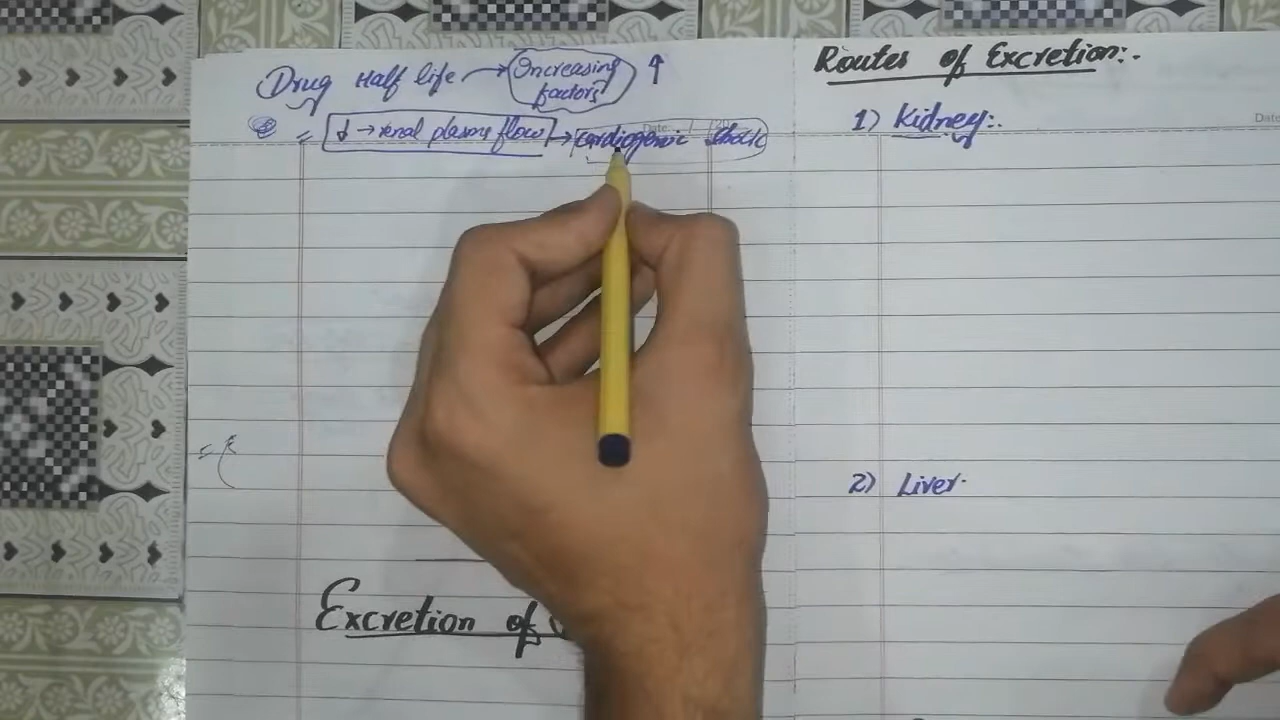 Drug Half life → Increasing factors ↑
= ↓ → renal plasma flow → cardiogenic shock
Excretion of
Routes of Excretion:.
1) Kidney:.
2) Liver.
Date